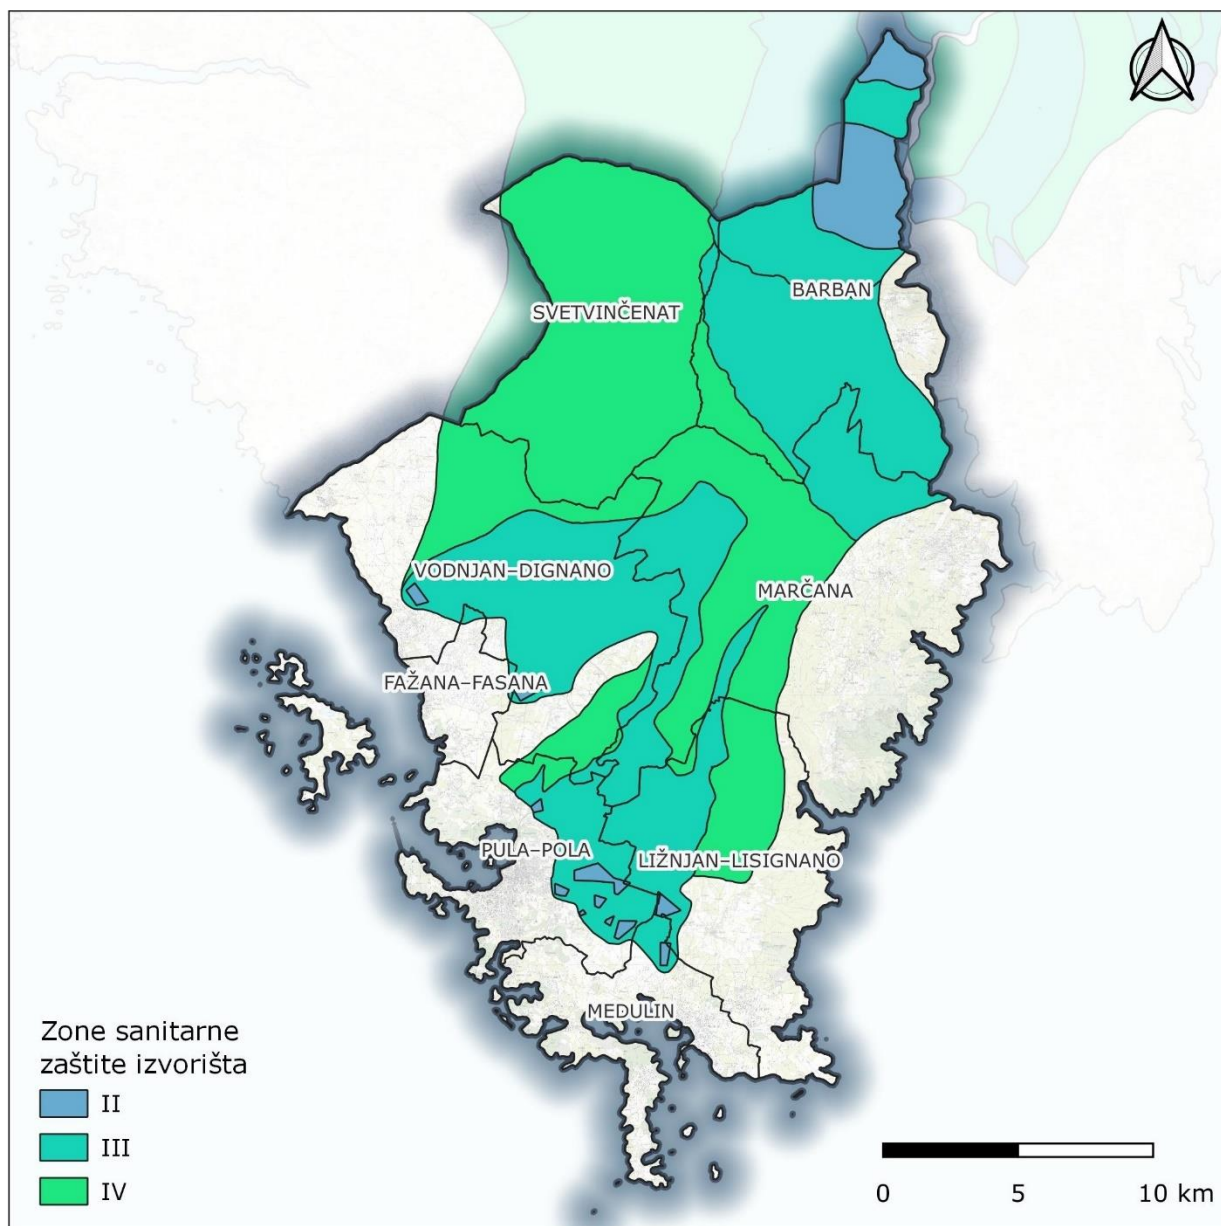 SVETVINČENAT
BARBAN
VODNJAN–DIGNANO
MARČANA
FAŽANA–FASANA
PULA–POLA
LIŽNJAN–LISIGNANO
MEDULIN
Zone sanitarne
zaštite izvorišta
II
III
IV
0 5 10 km